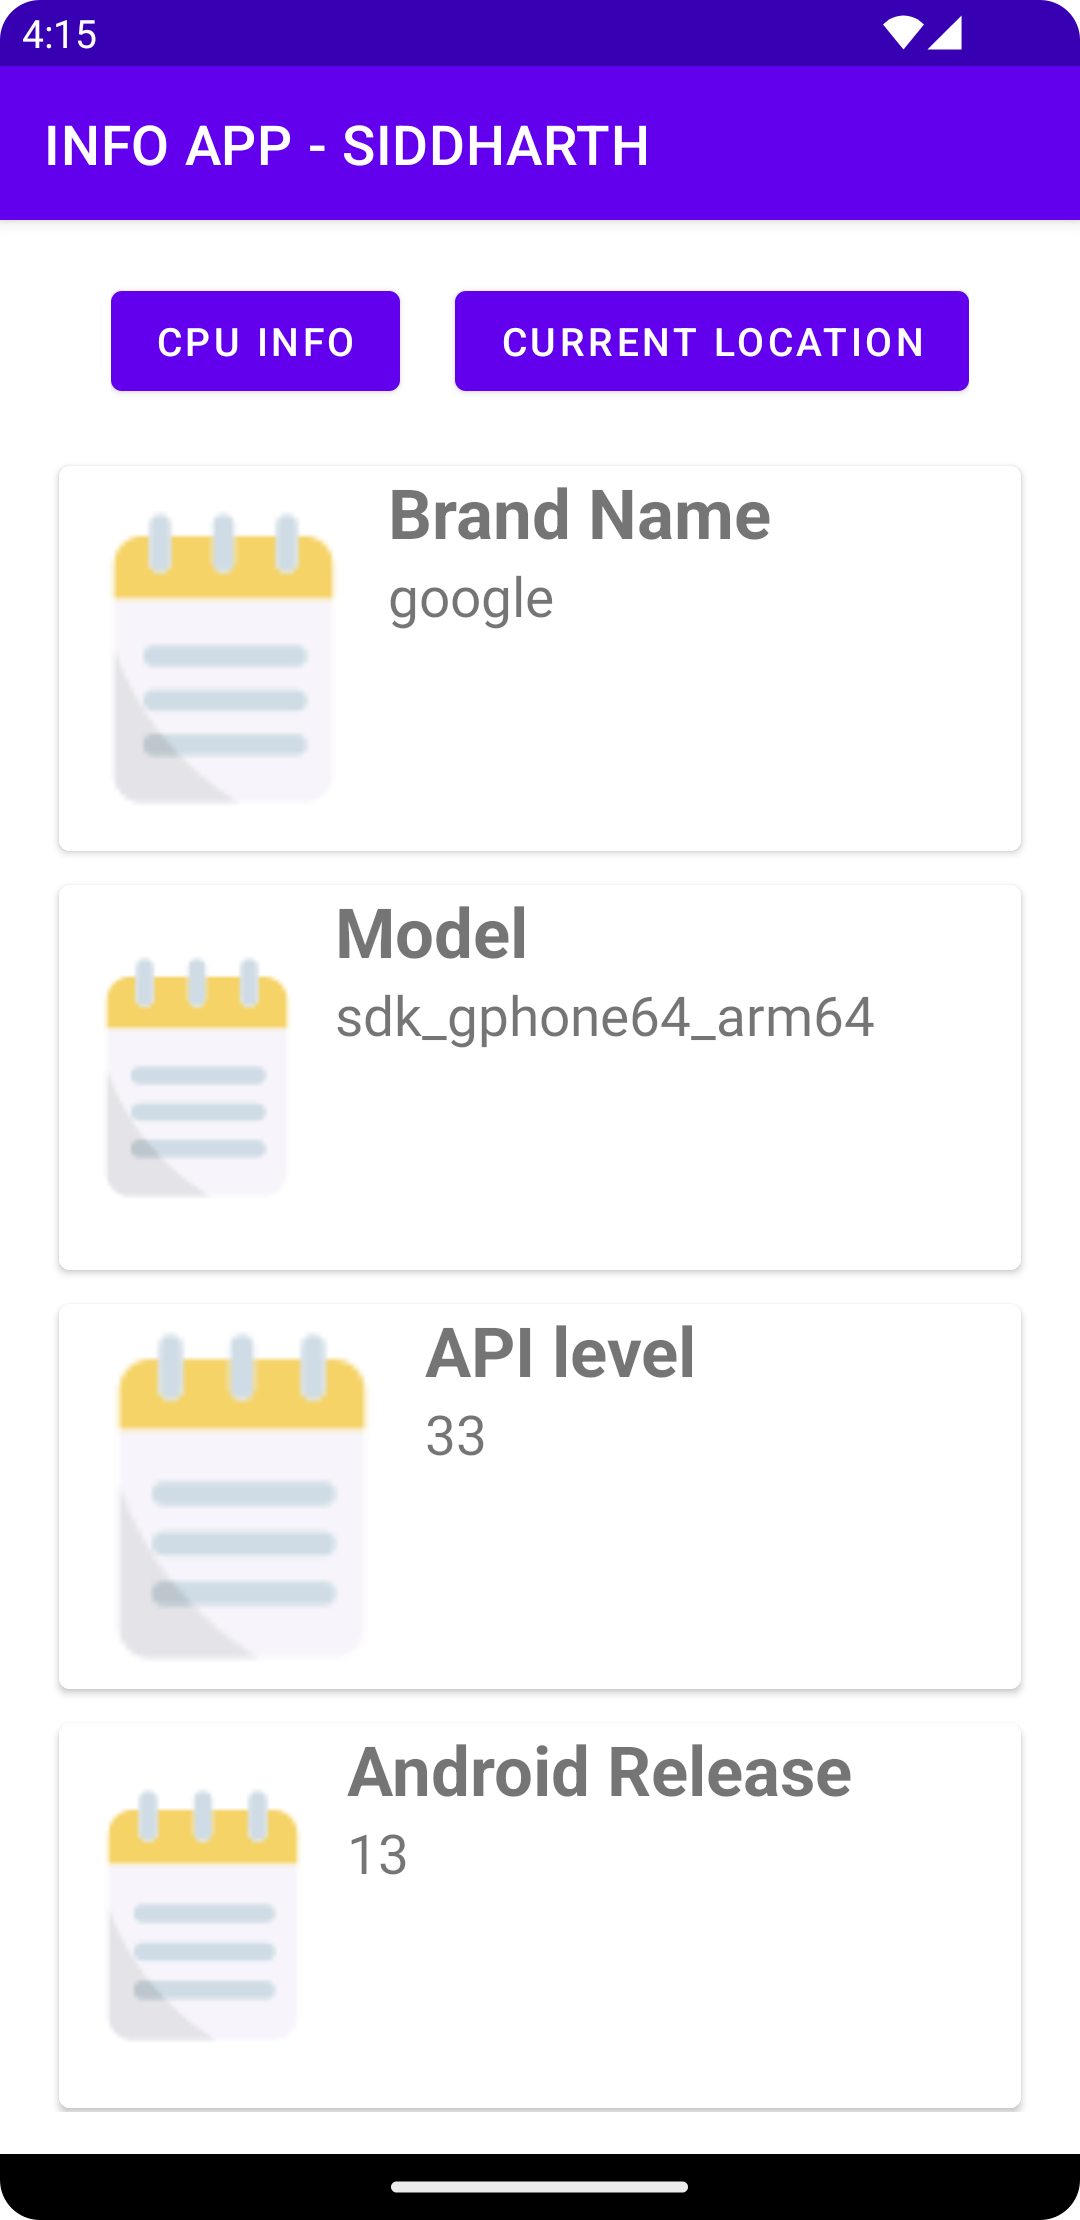 4:15
INFO APP - SIDDHARTH
CPU INFO
CURRENT LOCATION
Brand Name
google
Model
sdk_gphone64_arm64
API level
33
Android Release
13